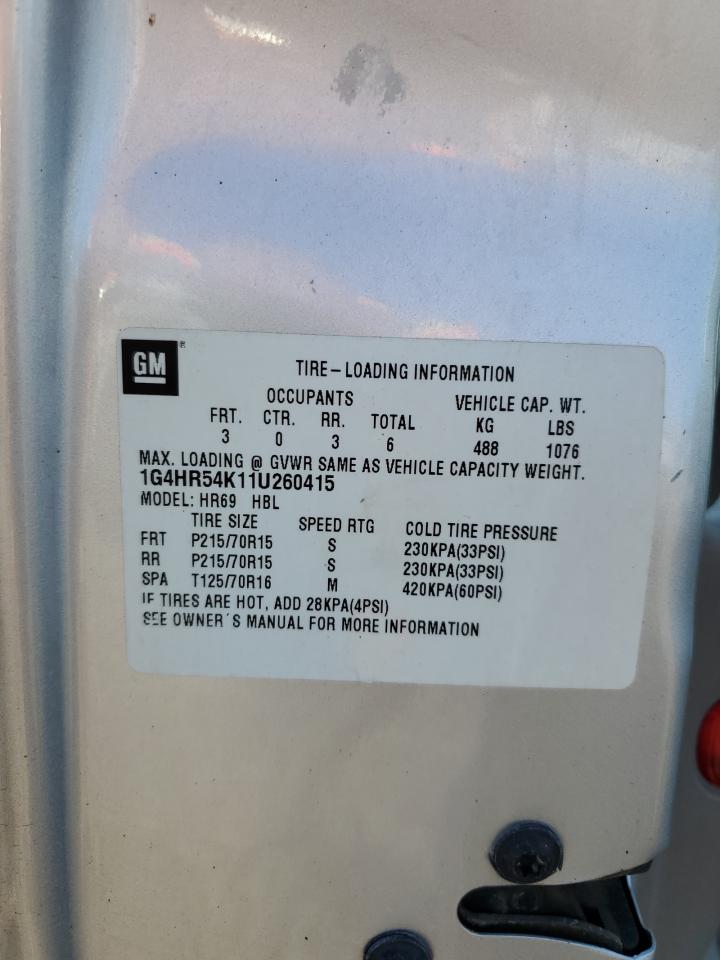 GM ®
TIRE-LOADING INFORMATION
OCCUPANTS VEHICLE CAP. WT.
FRT. CTR. RR. TOTAL KG LBS
3 0 3 6 488 1076
MAX. LOADING @ GVWR SAME AS VEHICLE CAPACITY WEIGHT.
1G4HR54K11U260415
MODEL: HR69 HBL
TIRE SIZE SPEED RTG COLD TIRE PRESSURE
FRT P215/70R15 S 230KPA(33PSI)
RR P215/70R15 S 230KPA(33PSI)
SPA T125/70R16 M 420KPA(60PSI)
IF TIRES ARE HOT, ADD 28KPA(4PSI)
SEE OWNER'S MANUAL FOR MORE INFORMATION